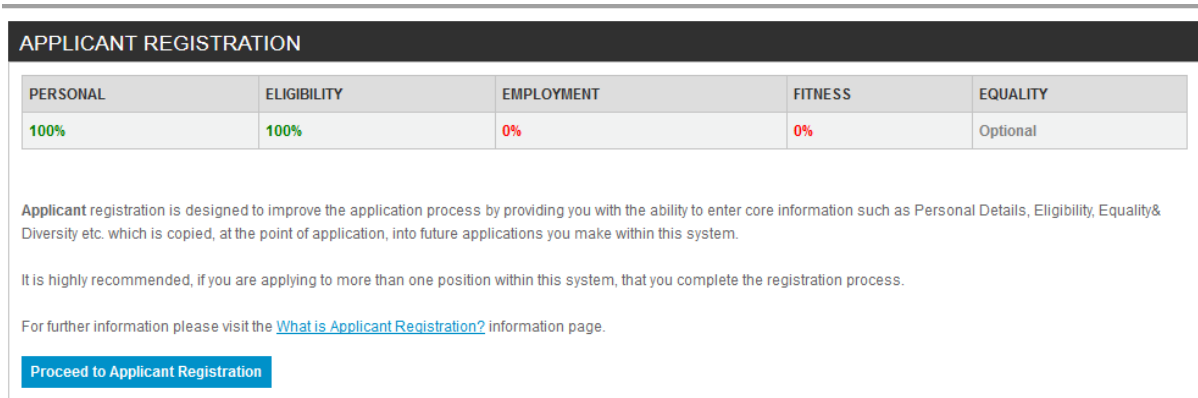 APPLICANT REGISTRATION
PERSONAL ELIGIBILITY EMPLOYMENT FITNESS EQUALITY
100% 100% 0% 0% Optional
Applicant registration is designed to improve the application process by providing you with the ability to enter core information such as Personal Details, Eligibility, Equality&
Diversity etc. which is copied, at the point of application, into future applications you make within this system.
It is highly recommended, if you are applying to more than one position within this system, that you complete the registration process.
For further information please visit the What is Applicant Registration? information page.
Proceed to Applicant Registration